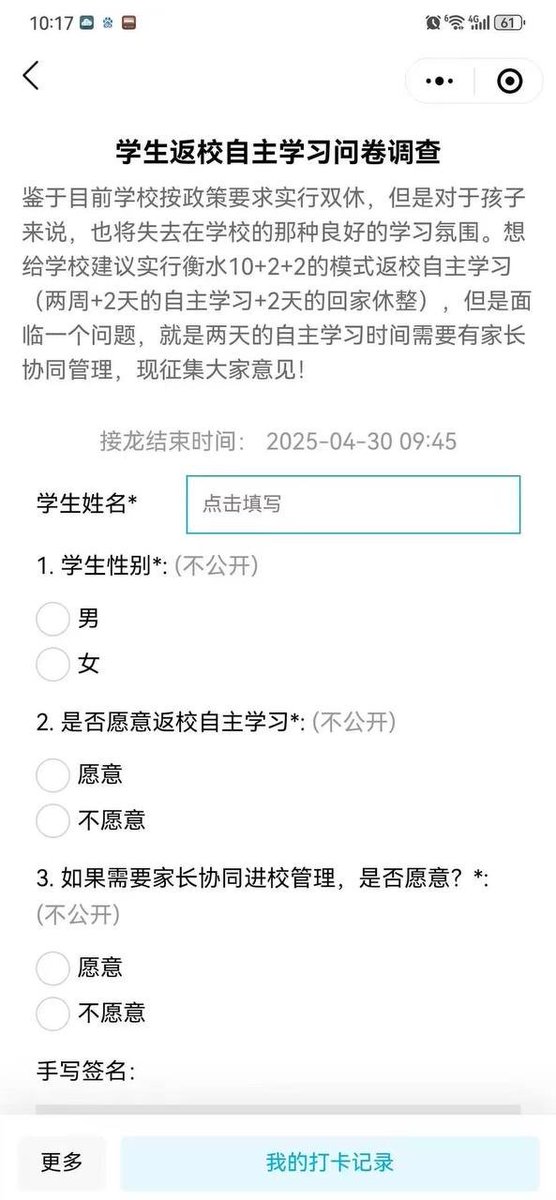 10:17
6 4G 61
学生返校自主学习问卷调查
鉴于目前学校按政策要求实行双休，但是对于孩子
来说，也将失去在学校的那种良好的学习氛围。想
给学校建议实行衡水10+2+2的模式返校自主学习
（两周+2天的自主学习+2天的回家休整），但是面
临一个问题，就是两天的自主学习时间需要有家长
协同管理，现征集大家意见！
接龙结束时间： 2025-04-30 09:45
学生姓名* 点击填写
1. 学生性别*: (不公开)
男
女
2. 是否愿意返校自主学习*: (不公开)
愿意
不愿意
3. 如果需要家长协同进校管理，是否愿意？*:
(不公开)
愿意
不愿意
手写签名:
更多 我的打卡记录